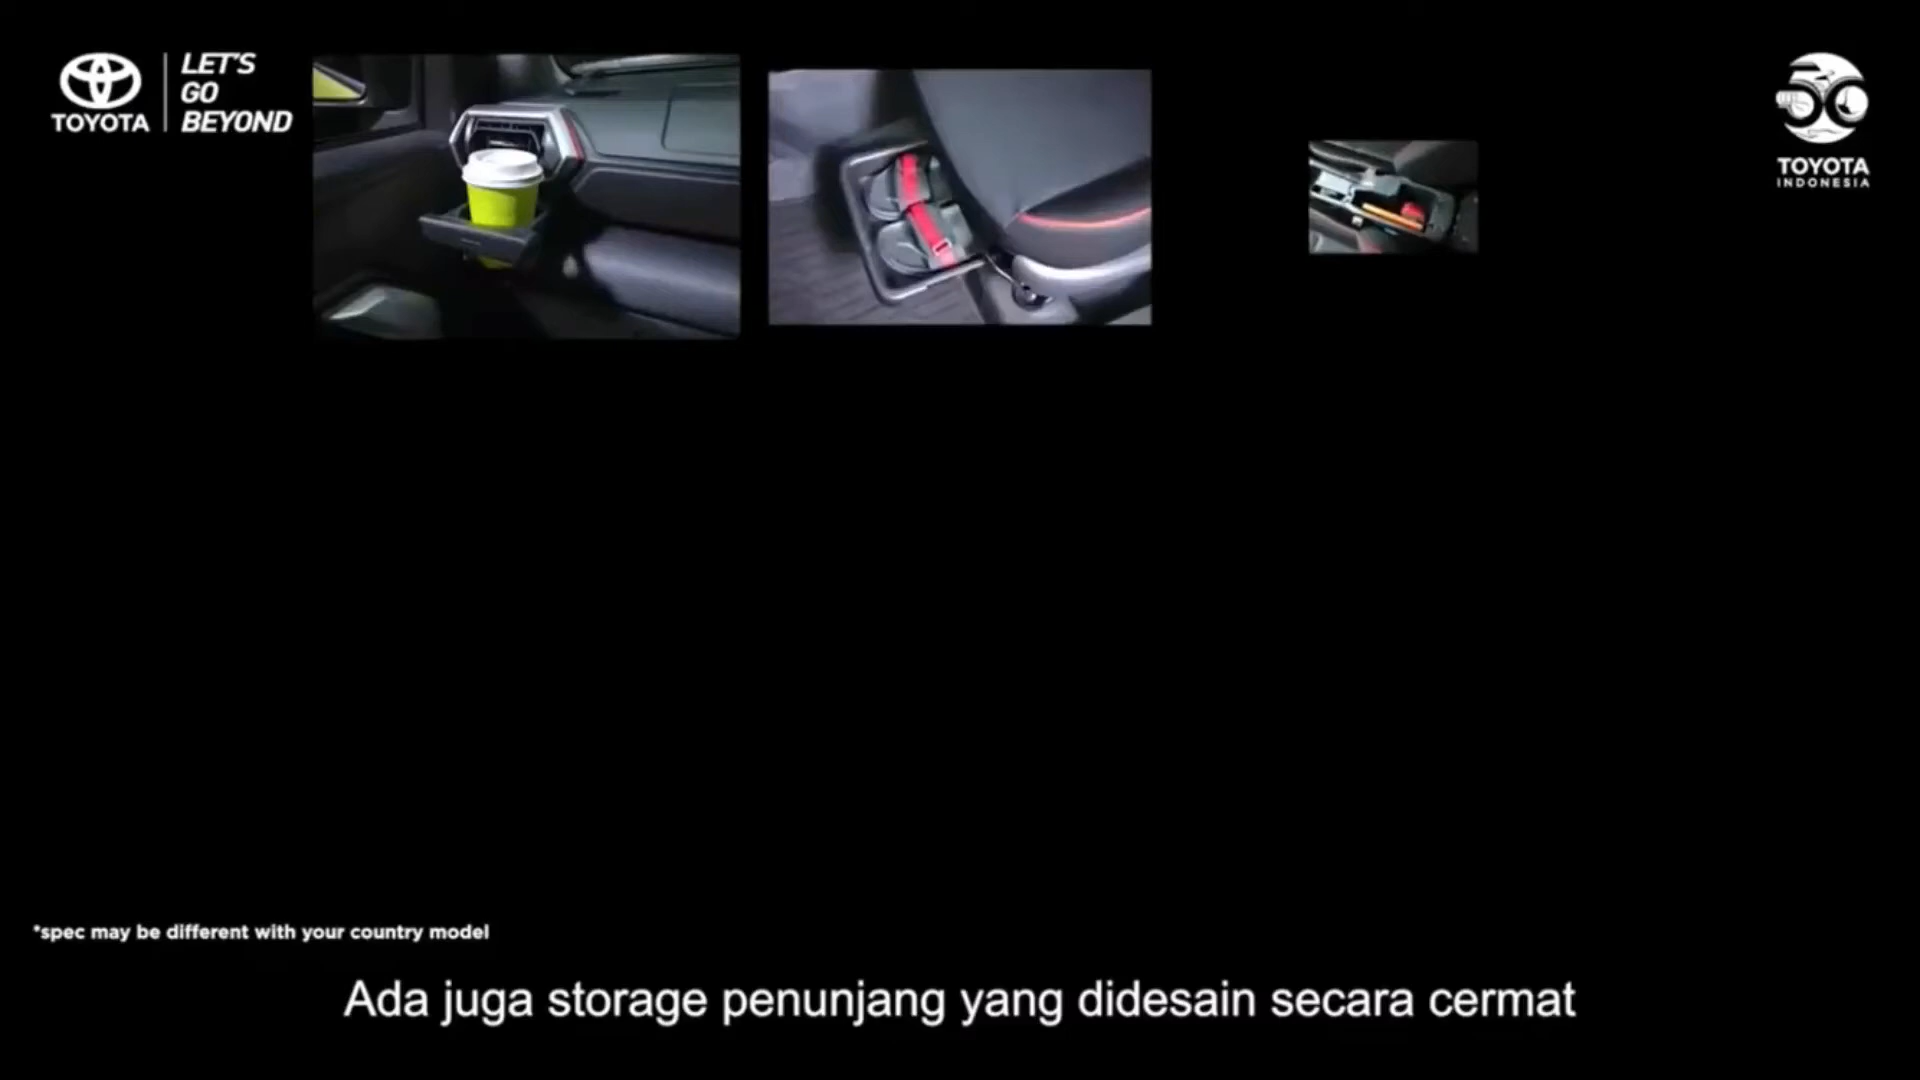 TOYOTA
LET'S
GO
BEYOND
50
TOYOTA
INDONESIA
*spec may be different with your country model
Ada juga storage penunjang yang didesain secara cermat